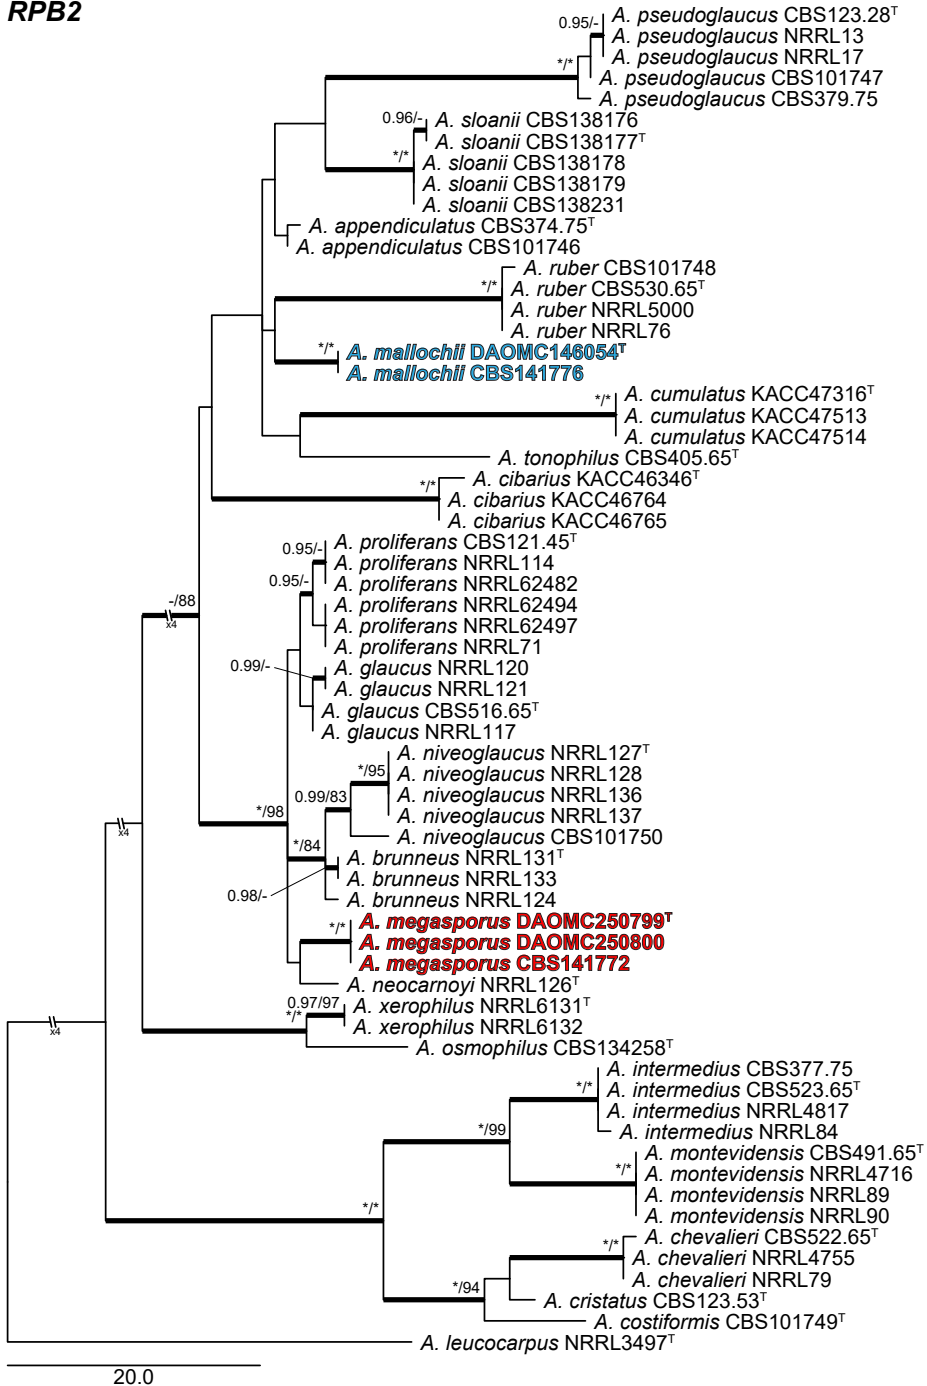 RPB2
A. pseudoglaucus CBS123.28ᵀ
0.95/-
A. pseudoglaucus NRRL13
A. pseudoglaucus NRRL17
*/*
A. pseudoglaucus CBS101747
A. pseudoglaucus CBS379.75
0.96/-
A. sloanii CBS138176
A. sloanii CBS138177ᵀ
*/*
A. sloanii CBS138178
A. sloanii CBS138179
A. sloanii CBS138231
A. appendiculatus CBS374.75ᵀ
A. appendiculatus CBS101746
A. ruber CBS101748
*/*
A. ruber CBS530.65ᵀ
A. ruber NRRL5000
A. ruber NRRL76
*/*
A. mallochii DAOMC146054ᵀ
A. mallochii CBS141776
A. cumulatus KACC47316ᵀ
*/*
A. cumulatus KACC47513
A. cumulatus KACC47514
A. tonophilus CBS405.65ᵀ
A. cibarius KACC46346ᵀ
*/*
A. cibarius KACC46764
A. cibarius KACC46765
A. proliferans CBS121.45ᵀ
0.95/-
A. proliferans NRRL114
0.95/-
A. proliferans NRRL62482
A. proliferans NRRL62494
-/88
x4
A. proliferans NRRL62497
A. proliferans NRRL71
0.99/-
A. glaucus NRRL120
A. glaucus NRRL121
A. glaucus CBS516.65ᵀ
A. glaucus NRRL117
A. niveoglaucus NRRL127ᵀ
*/95
A. niveoglaucus NRRL128
0.99/83
A. niveoglaucus NRRL136
*/98
x4
A. niveoglaucus NRRL137
A. niveoglaucus CBS101750
*/84
A. brunneus NRRL131ᵀ
A. brunneus NRRL133
0.98/-
A. brunneus NRRL124
*/*
A. megasporus DAOMC250799ᵀ
A. megasporus DAOMC250800
A. megasporus CBS141772
A. neocarnoyi NRRL126ᵀ
0.97/97
A. xerophilus NRRL6131ᵀ
*/*
x4
A. xerophilus NRRL6132
A. osmophilus CBS134258ᵀ
A. intermedius CBS377.75
*/*
A. intermedius CBS523.65ᵀ
A. intermedius NRRL4817
*/99
A. intermedius NRRL84
A. montevidensis CBS491.65ᵀ
*/*
A. montevidensis NRRL4716
A. montevidensis NRRL89
*/*
A. montevidensis NRRL90
A. chevalieri CBS522.65ᵀ
*/*
A. chevalieri NRRL4755
A. chevalieri NRRL79
*/94
A. cristatus CBS123.53ᵀ
A. costiformis CBS101749ᵀ
A. leucocarpus NRRL3497ᵀ
20.0